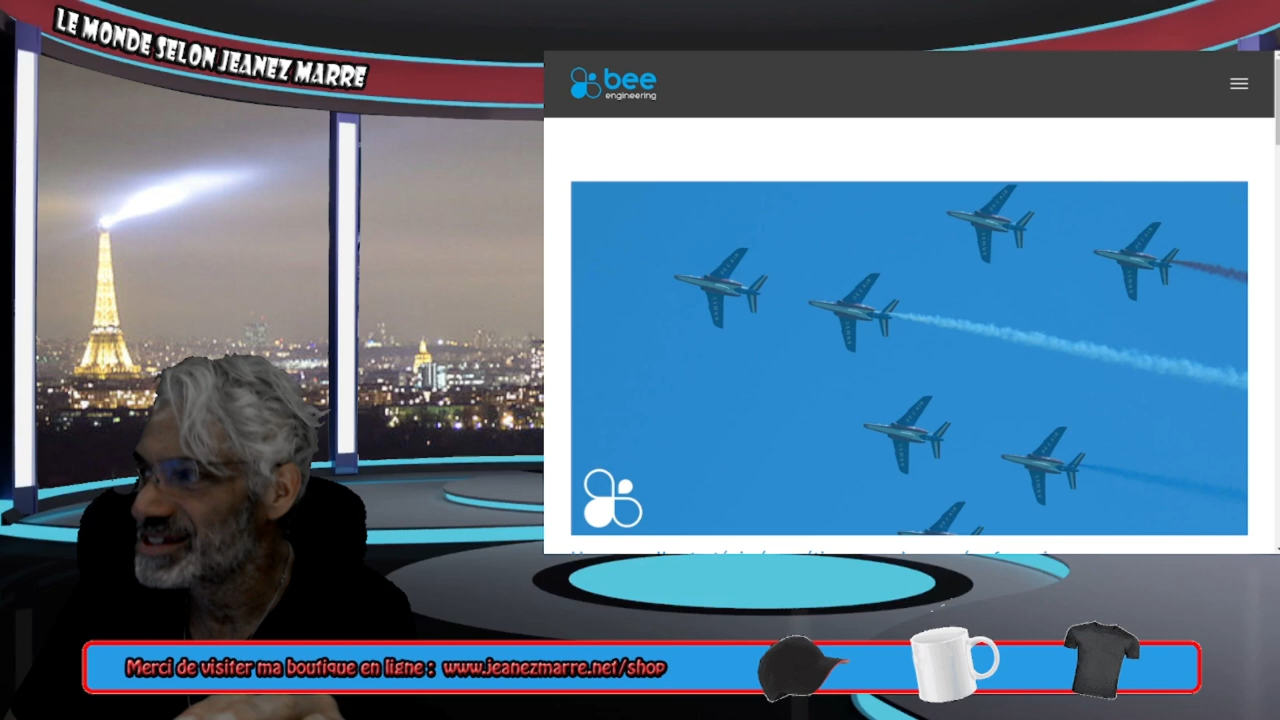 LE MONDE SELON JEANEZ MARRE
bee
engineering
Merci de visiter ma boutique en ligne : www.jeanezmarre.net/shop